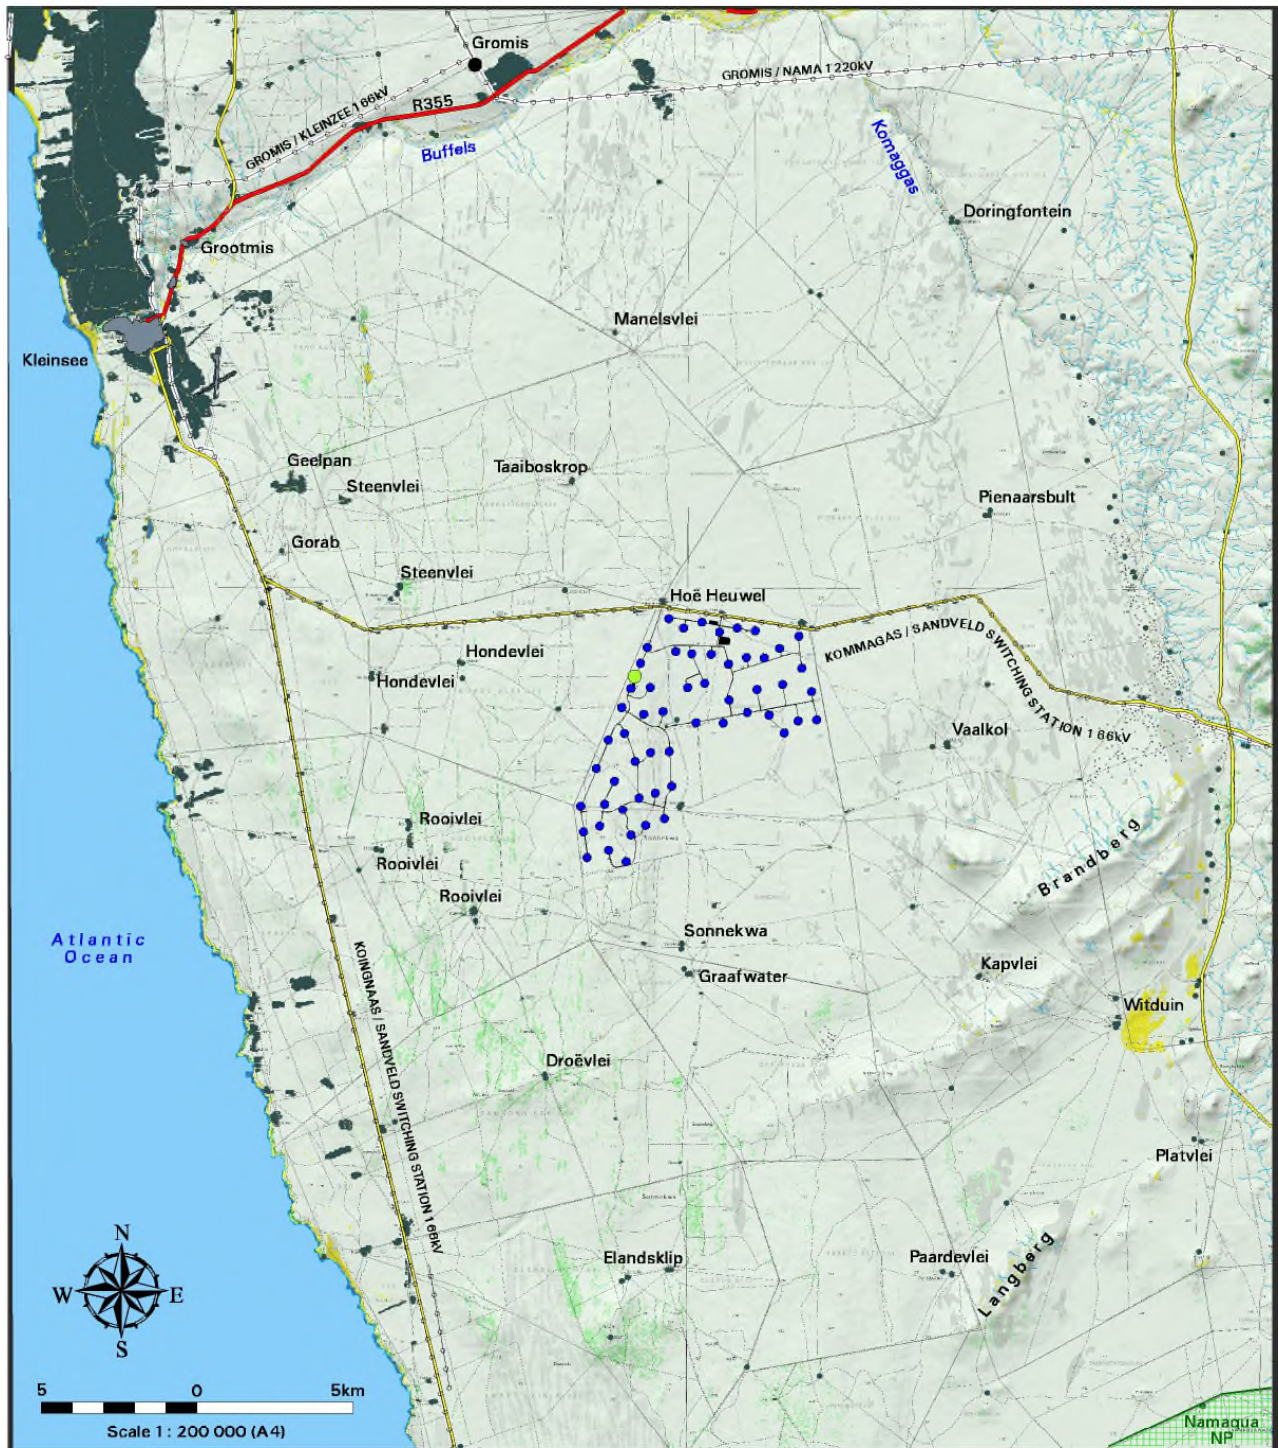 Gromis
GROMIS / NAMA 1 220kV
GROMIS / KLEINZEE 1 66kV
R355
Buffels
Komaggas
Doringfontein
Grootmis
Manelsvlei
Kleinsee
Geelpan
Steenvlei
Taaiboskrop
Pienaarsbult
Gorab
Steenvlei
Hoë Heuwel
KOMMAGAS / SANDVELD SWITCHING STATION 1 66kV
Hondevlei
Hondevlei
Vaalkol
Rooivlei
Rooivlei
Rooivlei
Brandberg
Sonnekwa
Atlantic
Ocean
KOINGNAAS / SANDVELD SWITCHING STATION 1 66kV
Graafwater
Kapvlei
Witduin
Droëvlei
Platvlei
Elandsklip
Paardevlei
Langberg
N
W E
S
5 0 5km
Scale 1 : 200 000 (A4)
Namaqua
NP